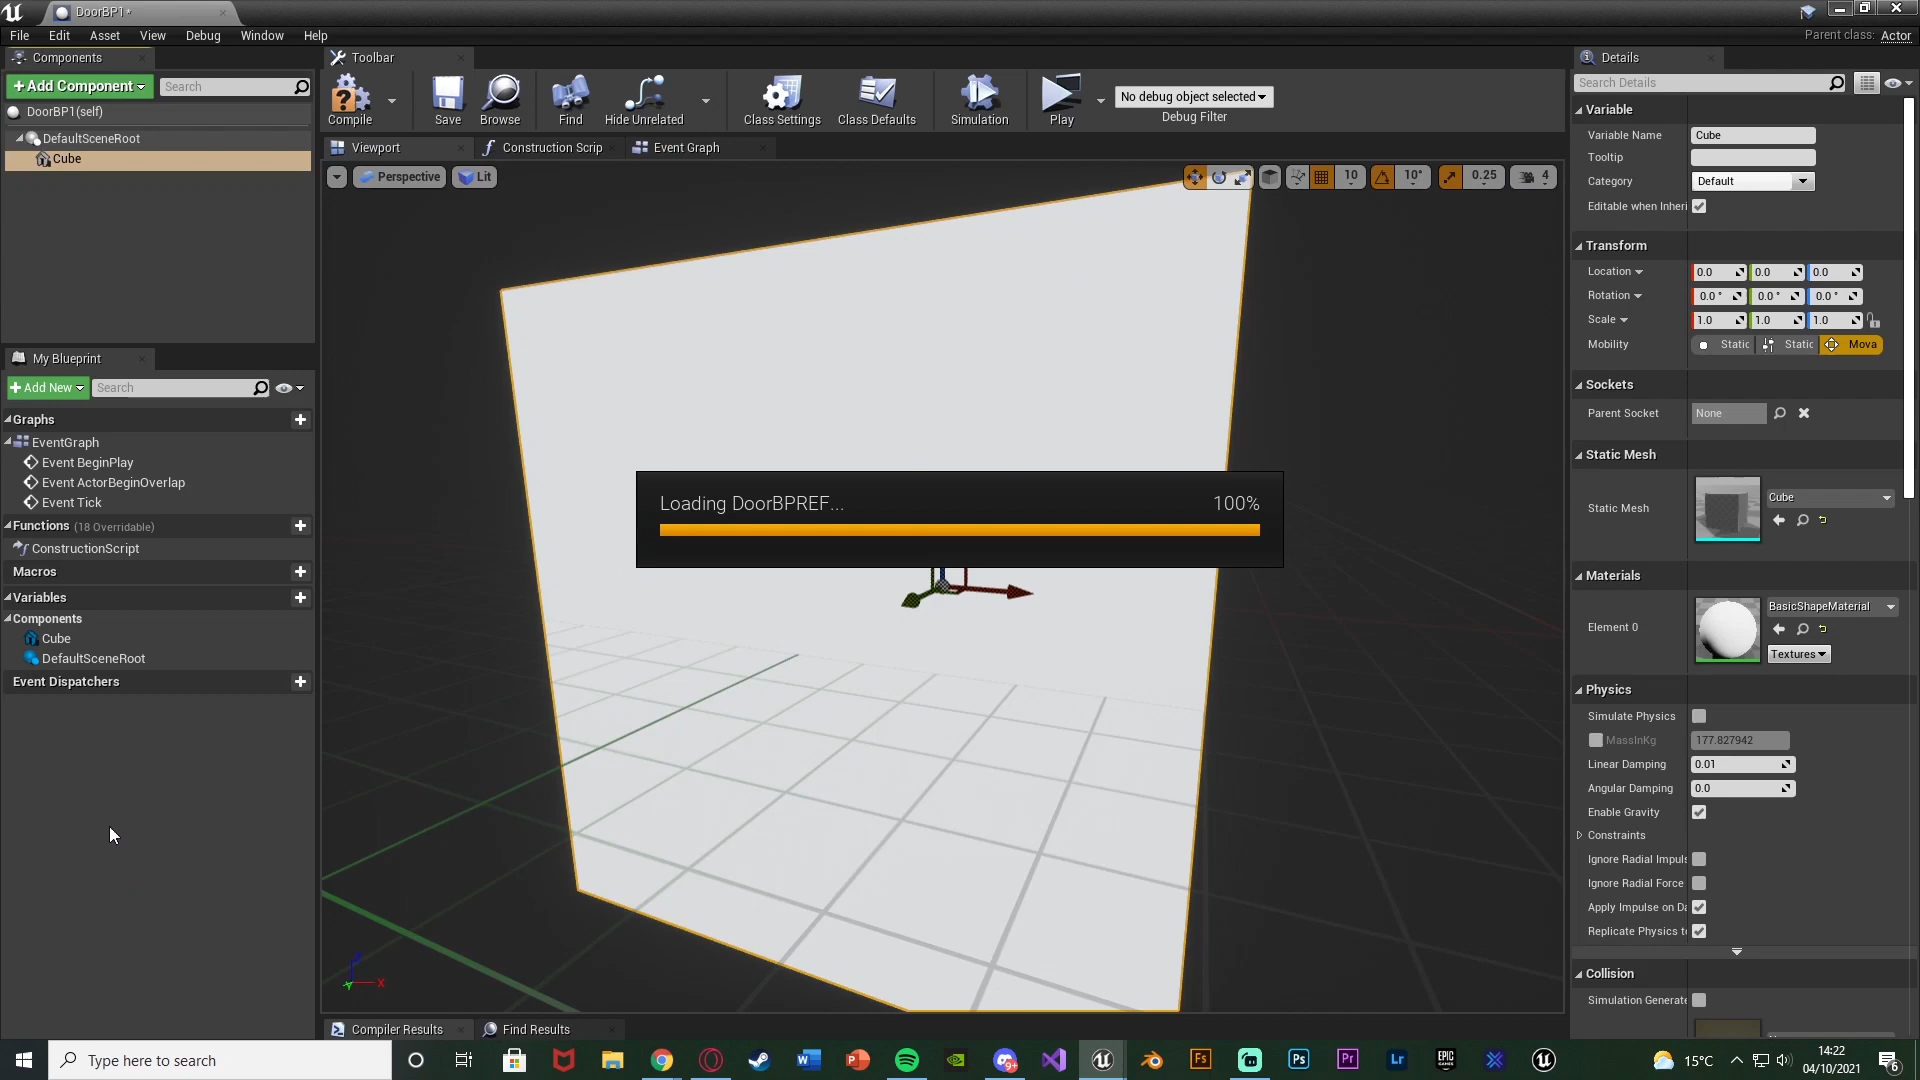 DoorBP1*
File Edit Asset View Debug Window Help
Parent class: Actor
Components
+ Add Component
Search
DoorBP1(self)
DefaultSceneRoot
Cube
My Blueprint
+ Add New
Search
Graphs
EventGraph
Event BeginPlay
Event ActorBeginOverlap
Event Tick
Functions (18 Overridable)
ConstructionScript
Macros
Variables
Components
Cube
DefaultSceneRoot
Event Dispatchers
Toolbar
Compile
Save
Browse
Find
Hide Unrelated
Class Settings
Class Defaults
Simulation
Play
No debug object selected
Debug Filter
Viewport
Construction Scrip
Event Graph
Perspective
Lit
10
10°
0.25
4
Loading DoorBPREF... 100%
X
Compiler Results
Find Results
Details
Search Details
Variable
Variable Name Cube
Tooltip
Category Default
Editable when Inheri
Transform
Location 0.0 0.0 0.0
Rotation 0.0 ° 0.0 ° 0.0 °
Scale 1.0 1.0 1.0
Mobility Static Static Mova
Sockets
Parent Socket None
Static Mesh
Static Mesh Cube
Materials
Element 0 BasicShapeMaterial
Textures
Physics
Simulate Physics
MassInKg 177.827942
Linear Damping 0.01
Angular Damping 0.0
Enable Gravity
Constraints
Ignore Radial Impuls
Ignore Radial Force
Apply Impulse on Da
Replicate Physics to
Collision
Simulation Generate
Type here to search
15°C
14:22
04/10/2021
6